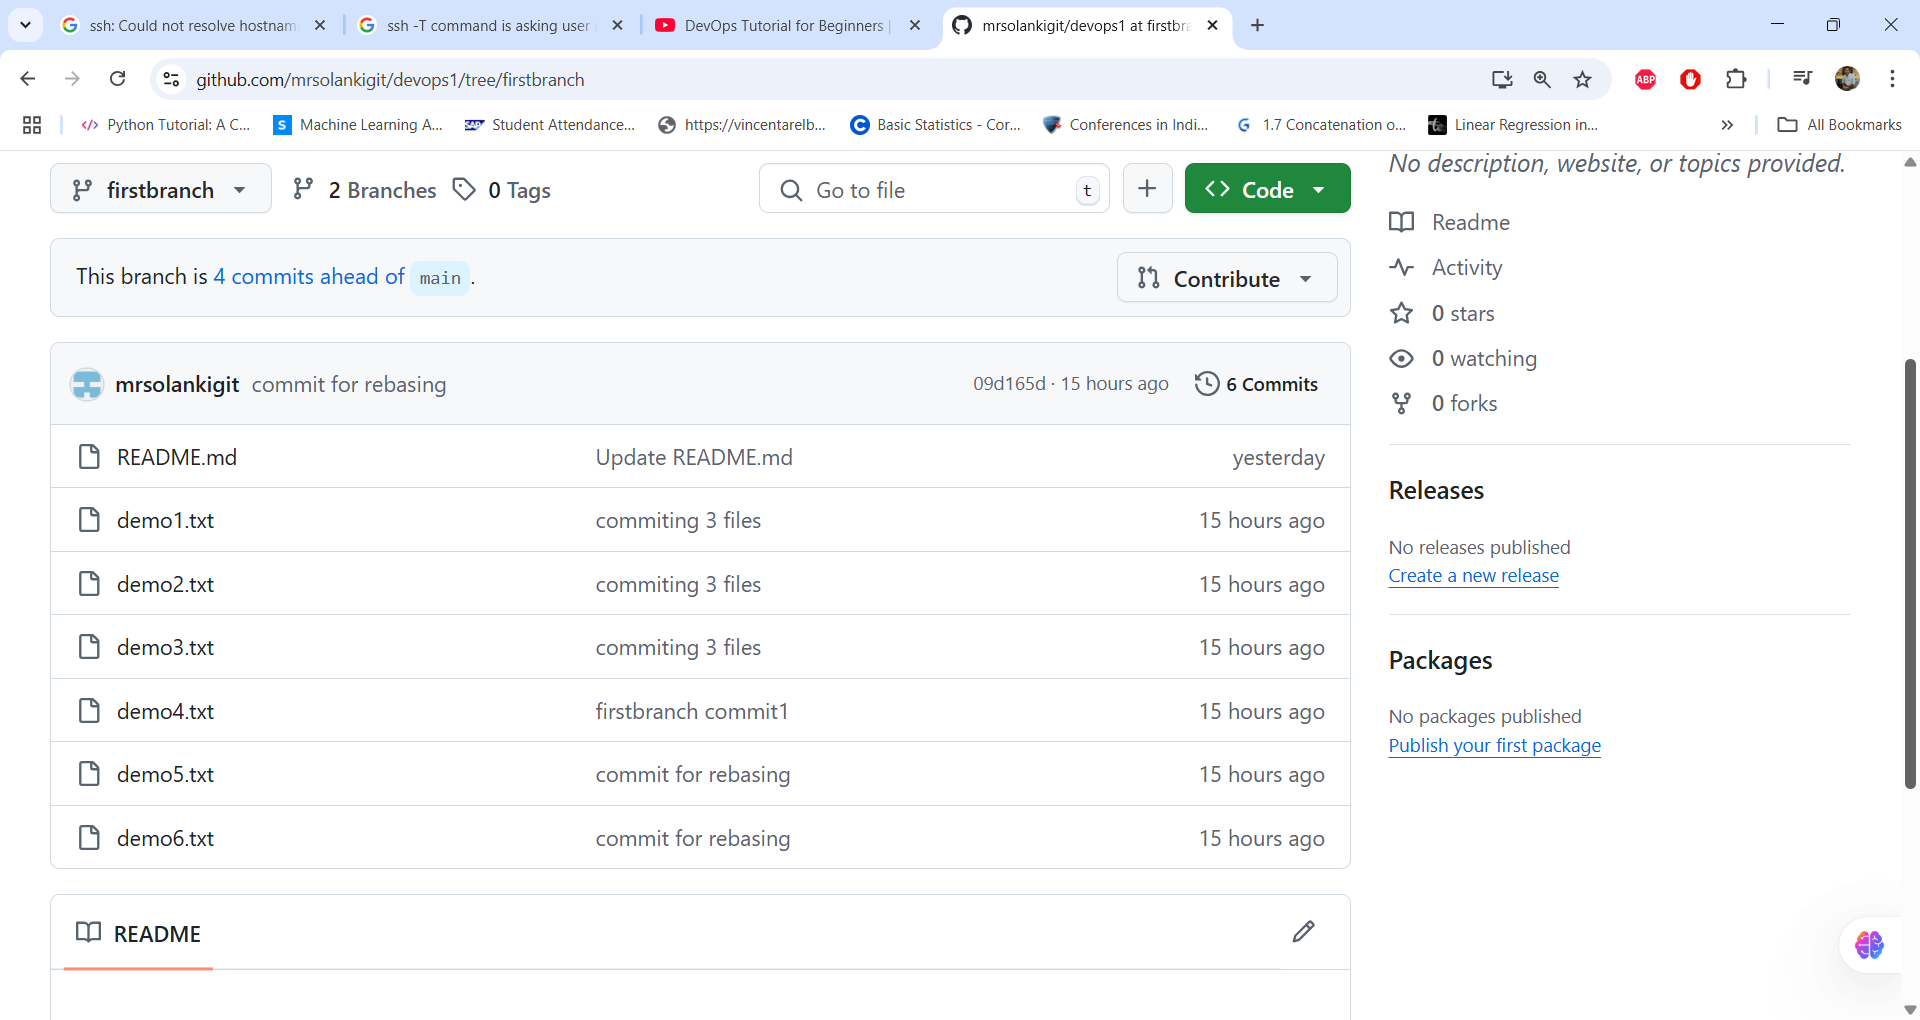 ssh: Could not resolve hostnam
ssh -T command is asking user
DevOps Tutorial for Beginners |
mrsolankigit/devops1 at firstbra
github.com/mrsolankigit/devops1/tree/firstbranch
ABP
Python Tutorial: A C...
S Machine Learning A...
SAP Student Attendance...
https://vincentarelb...
Basic Statistics - Cor...
Conferences in Indi...
1.7 Concatenation o...
Linear Regression in...
All Bookmarks
firstbranch
2 Branches
0 Tags
Go to file
t
Code
This branch is 4 commits ahead of main .
Contribute
mrsolankigit commit for rebasing
09d165d · 15 hours ago
6 Commits
README.md Update README.md yesterday
demo1.txt commiting 3 files 15 hours ago
demo2.txt commiting 3 files 15 hours ago
demo3.txt commiting 3 files 15 hours ago
demo4.txt firstbranch commit1 15 hours ago
demo5.txt commit for rebasing 15 hours ago
demo6.txt commit for rebasing 15 hours ago
README
No description, website, or topics provided.
Readme
Activity
0 stars
0 watching
0 forks
Releases
No releases published
Create a new release
Packages
No packages published
Publish your first package